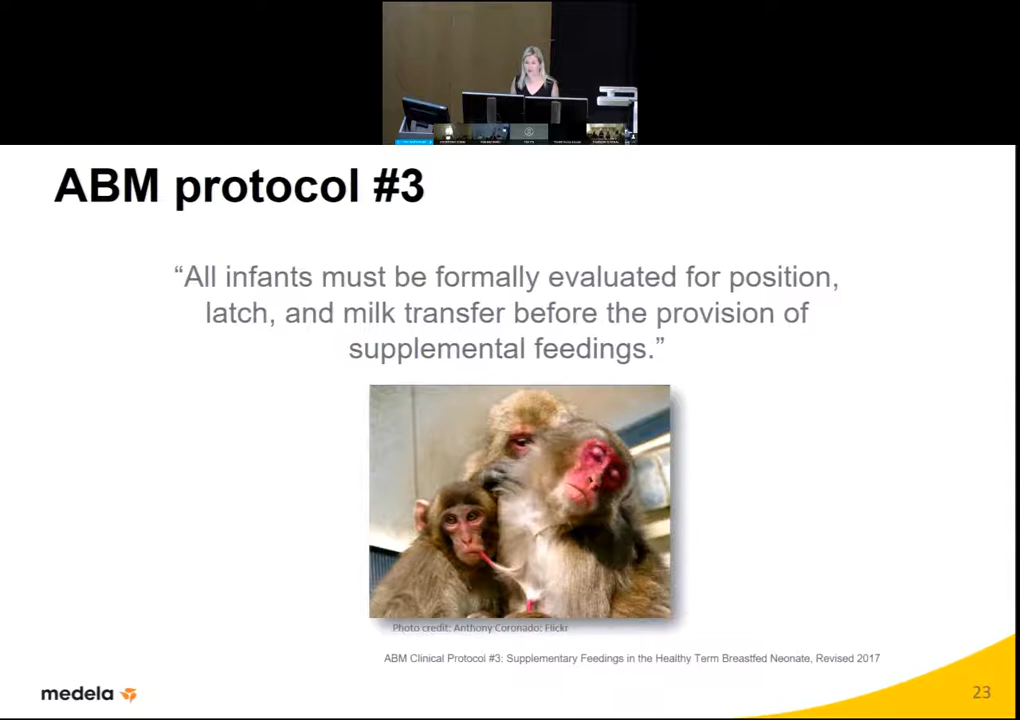 ABM protocol #3
“All infants must be formally evaluated for position,
latch, and milk transfer before the provision of
supplemental feedings.”
Photo credit: Anthony Coronado: Flickr
ABM Clinical Protocol #3: Supplementary Feedings in the Healthy Term Breastfed Neonate, Revised 2017
medela
23